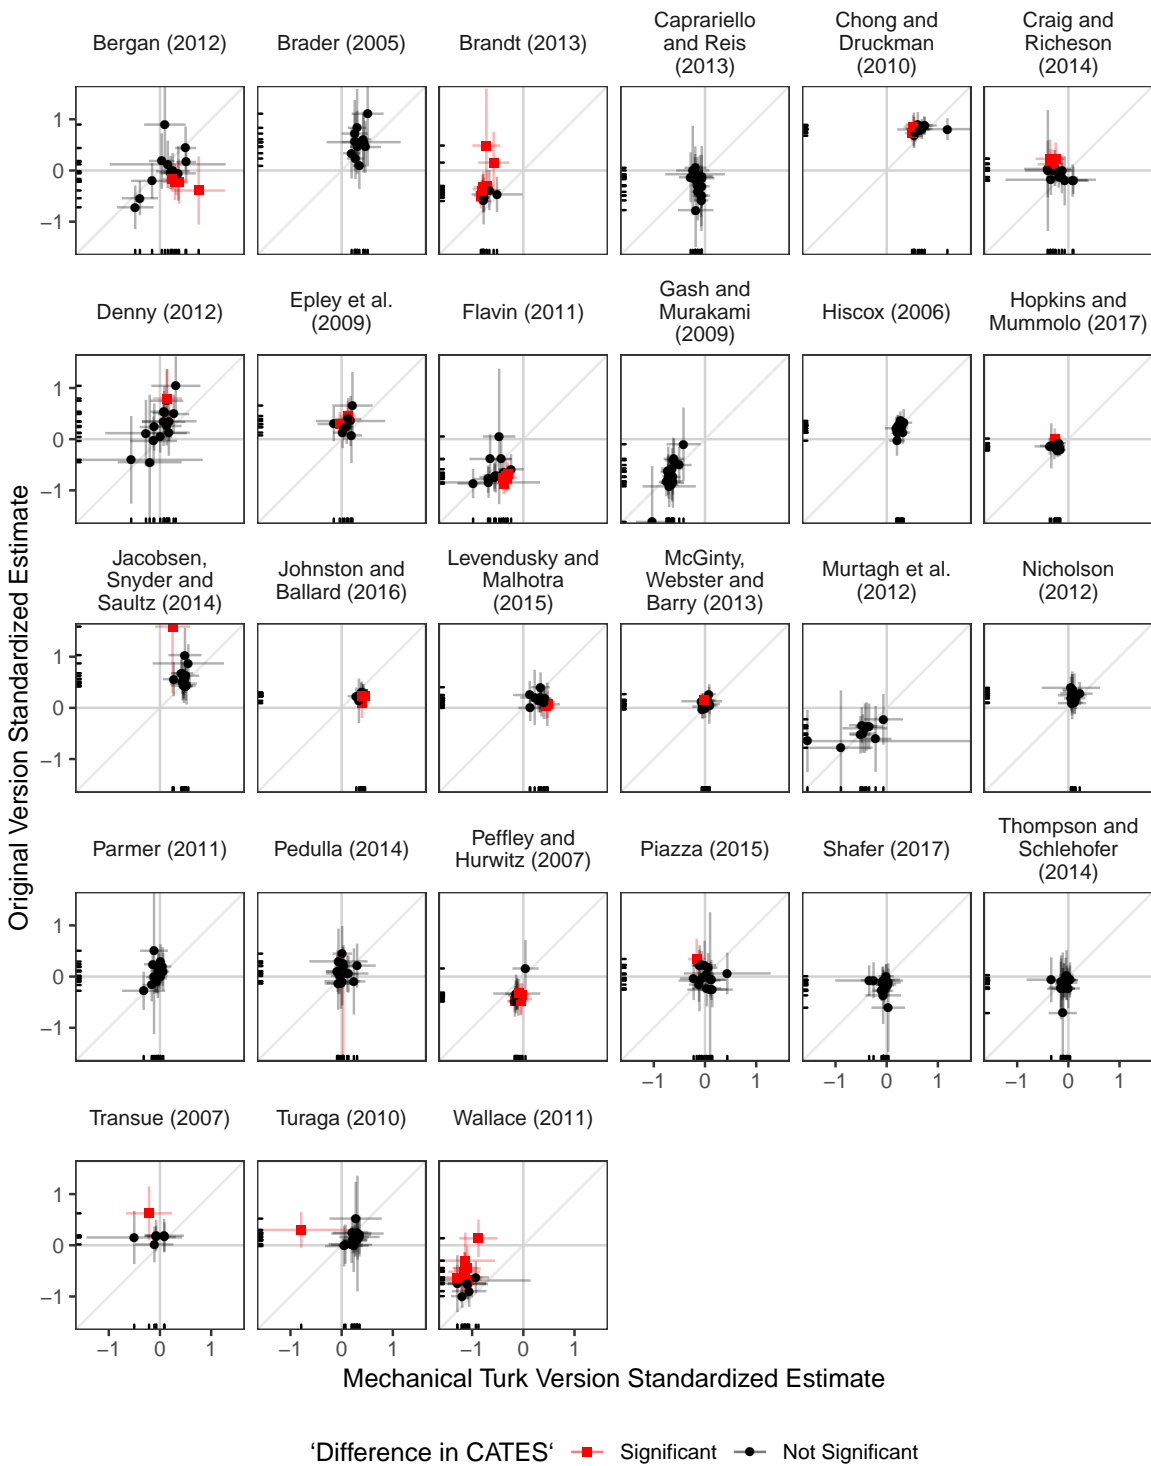 Bergan (2012)
Brader (2005)
Brandt (2013)
Caprariello
and Reis
(2013)
Chong and
Druckman
(2010)
Craig and
Richeson
(2014)
1
0
−1
Denny (2012)
Epley et al.
(2009)
Flavin (2011)
Gash and
Murakami
(2009)
Hiscox (2006)
Hopkins and
Mummolo (2017)
1
0
−1
Jacobsen,
Snyder and
Saultz (2014)
Johnston and
Ballard (2016)
Levendusky and
Malhotra
(2015)
McGinty,
Webster and
Barry (2013)
Murtagh et al.
(2012)
Nicholson
(2012)
1
0
−1
Original Version Standardized Estimate
Parmer (2011)
Pedulla (2014)
Peffley and
Hurwitz (2007)
Piazza (2015)
Shafer (2017)
Thompson and
Schlehofer
(2014)
1
0
−1
−1 0 1 −1 0 1 −1 0 1
Transue (2007)
Turaga (2010)
Wallace (2011)
1
0
−1
−1 0 1 −1 0 1 −1 0 1
Mechanical Turk Version Standardized Estimate
‘Difference in CATES‘ Significant Not Significant